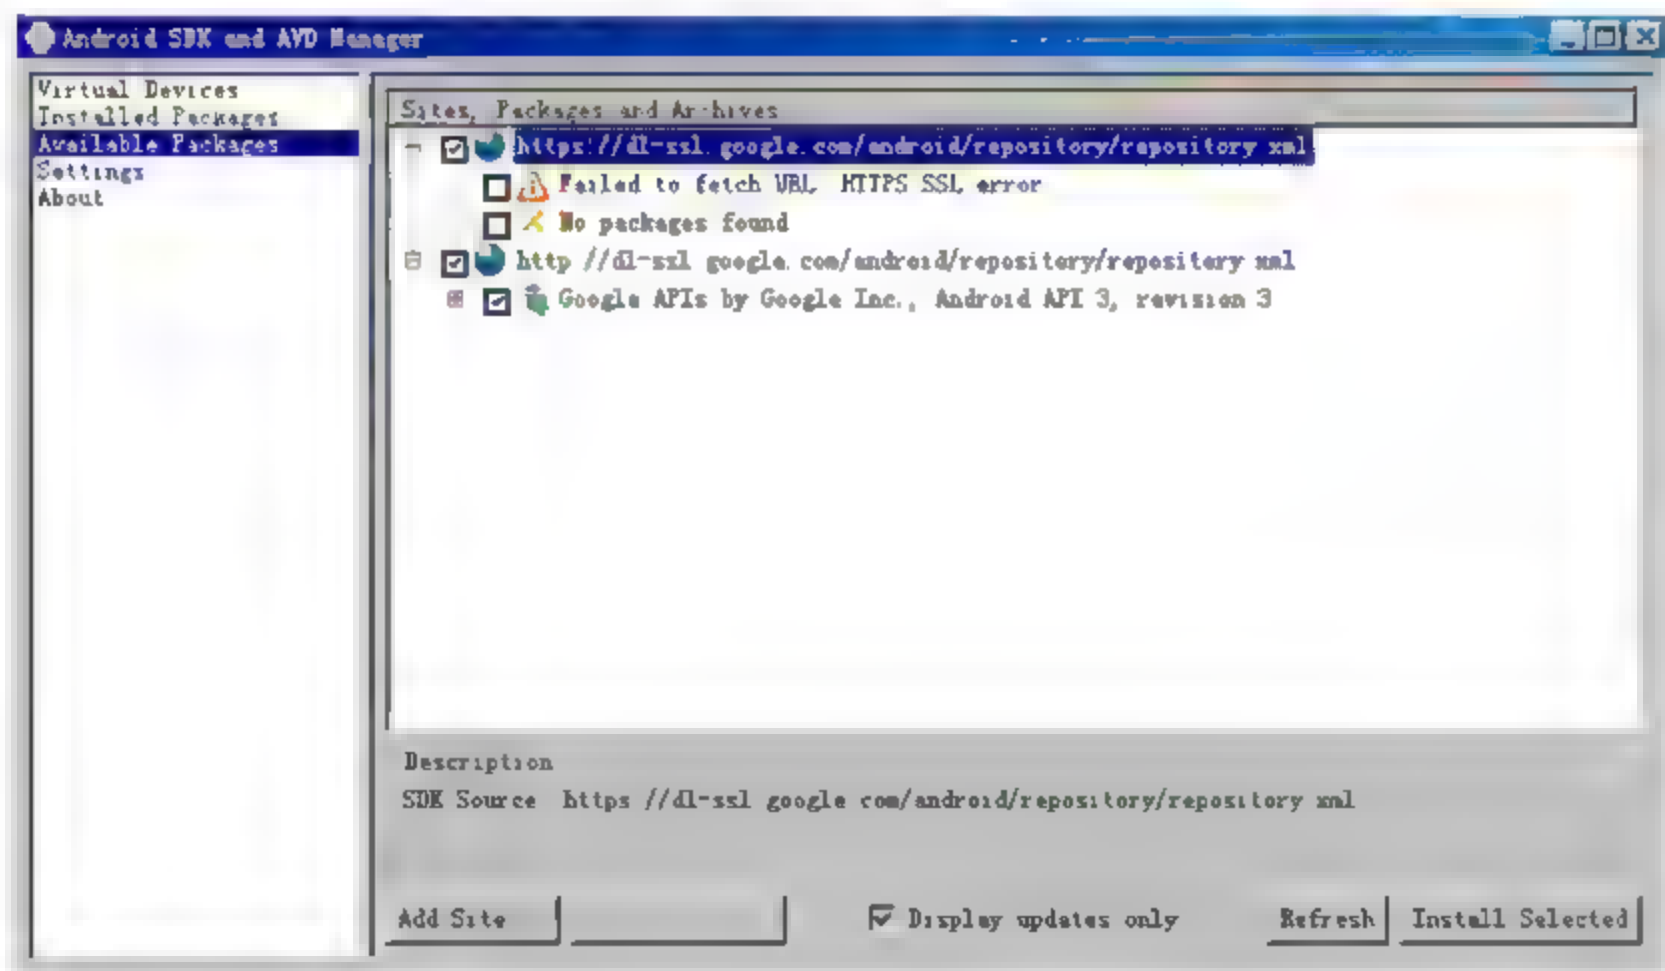 Android SDK and AVD Manager
Virtual Devices
Installed Packages
Available Packages
Settings
About
Sites, Packages and Archives
https://dl-ssl.google.com/android/repository/repository xml
Failed to fetch URL HTTPS SSL error
No packages found
http //dl-ssl google.com/android/repository/repository xml
Google APIs by Google Inc., Android API 3, revision 3
Description
SDK Source https //dl-ssl google com/android/repository/repository xml
Add Site
Display updates only
Refresh
Install Selected